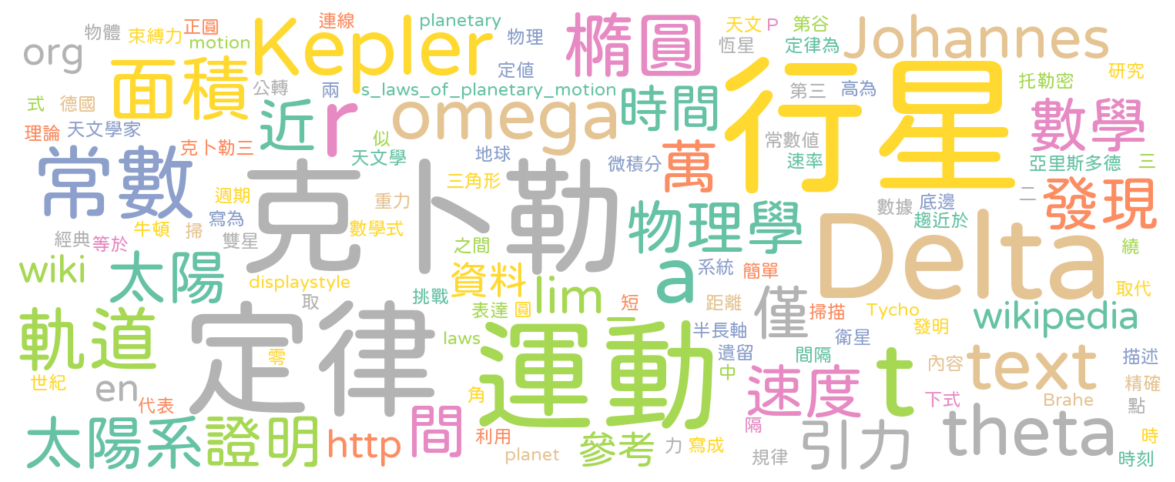 org
物體
束縛力
正圓
motion
連線
Kepler
planetary
物理
橢圓
天文
P
第谷
恆星
定律為
Johannes
面積
公轉
兩
定值
s_laws_of_planetary_motion
時間
行星
第三
高為
托勒密
研究
式
德國
理論
天文學家
克卜勒三
近
r
似
天文學
omega
常數值
速率
數學
亞里斯多德
三
常數
克卜勒
地球
三角形
微積分
萬
週期
寫為
牛頓
掃
雙星
經典
等於
重力
數學式
之間
物理學
數據
二
底邊
趨近於
發現
繞
wiki
太陽
displaystyle
取
挑戰
資料
lim
表達
圓
短
a
系統
簡單
距離
僅
Delta
掃描
Tycho
發明
取代
wikipedia
軌道
定律
零
laws
運動
半長軸
遺留
中
間隔
衛星
t
內容
text
描述
精確
點
世紀
en
代表
角
速度
下式
Brahe
太陽系
證明
http
間
利用
planet
參考
力
寫成
隔
規律
引力
theta
時
時刻